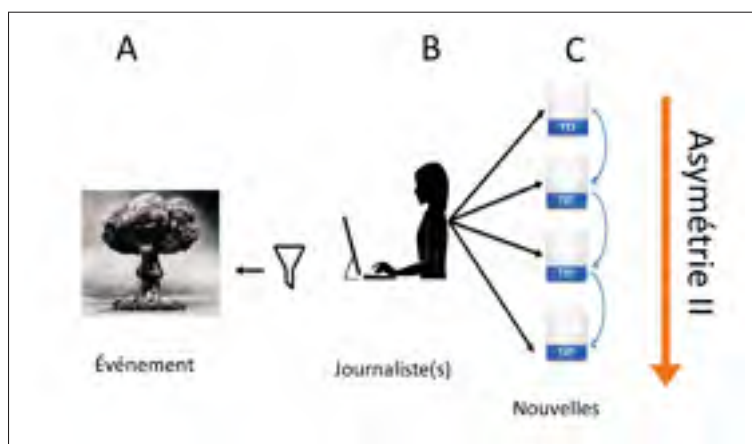 A
B
C
Asymétrie II
Événement
Journaliste(s)
Nouvelles